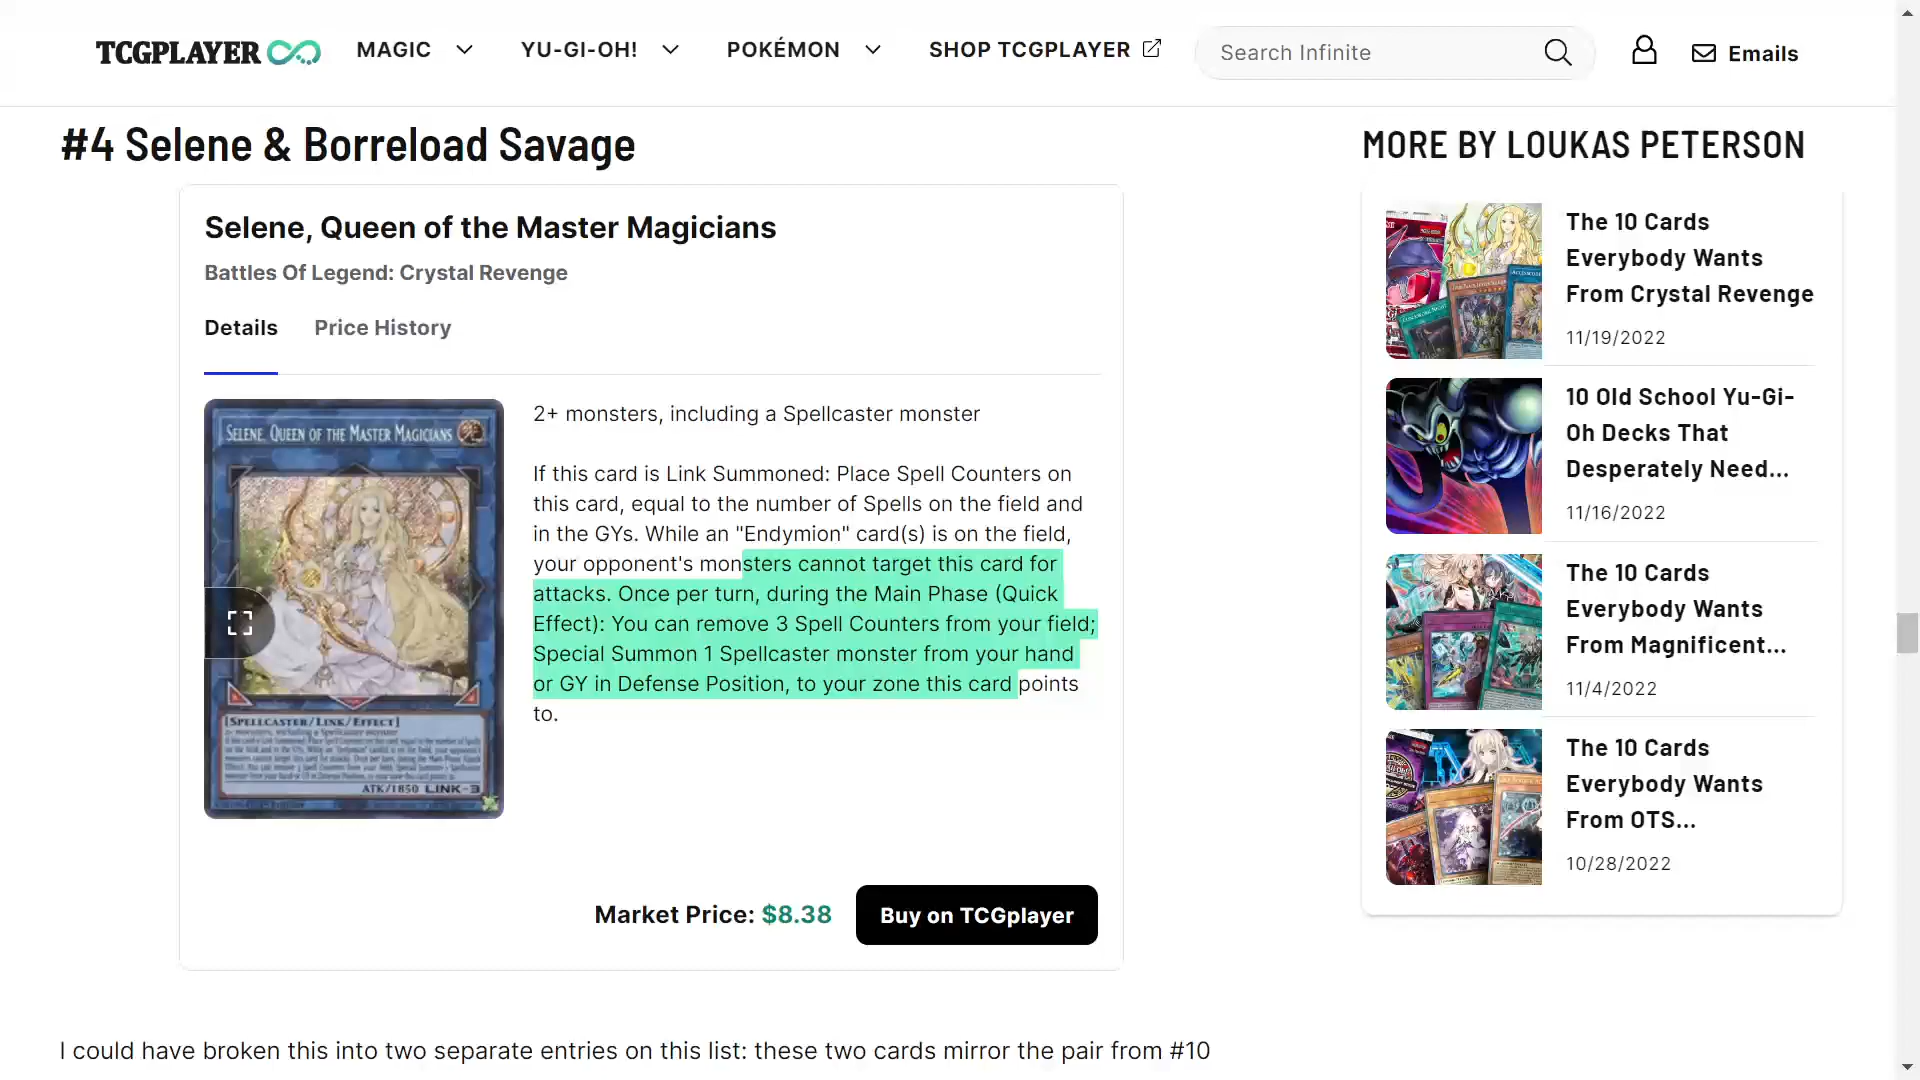 TCGPLAYER
MAGIC
YU-GI-OH!
POKÉMON
SHOP TCGPLAYER
Search Infinite
Emails
#4 Selene & Borreload Savage
Selene, Queen of the Master Magicians
Battles Of Legend: Crystal Revenge
Details
Price History
SELENE, QUEEN OF THE MASTER MAGICIANS
[SPELLCASTER/LINK/EFFECT]
ATK/1850 LINK-3
2+ monsters, including a Spellcaster monster
If this card is Link Summoned: Place Spell Counters on
this card, equal to the number of Spells on the field and
in the GYs. While an "Endymion" card(s) is on the field,
your opponent's monsters cannot target this card for
attacks. Once per turn, during the Main Phase (Quick
Effect): You can remove 3 Spell Counters from your field;
Special Summon 1 Spellcaster monster from your hand
or GY in Defense Position, to your zone this card points
to.
Market Price: $8.38
Buy on TCGplayer
I could have broken this into two separate entries on this list: these two cards mirror the pair from #10
MORE BY LOUKAS PETERSON
The 10 Cards
Everybody Wants
From Crystal Revenge
11/19/2022
10 Old School Yu-Gi-
Oh Decks That
Desperately Need...
11/16/2022
The 10 Cards
Everybody Wants
From Magnificent...
11/4/2022
The 10 Cards
Everybody Wants
From OTS...
10/28/2022